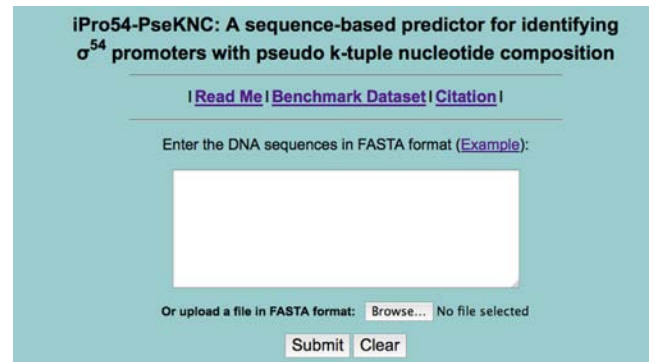 iPro54-PseKNC: A sequence-based predictor for identifying
σ54 promoters with pseudo k-tuple nucleotide composition
| Read Me | Benchmark Dataset | Citation |
Enter the DNA sequences in FASTA format (Example):
Or upload a file in FASTA format: Browse... No file selected
Submit Clear